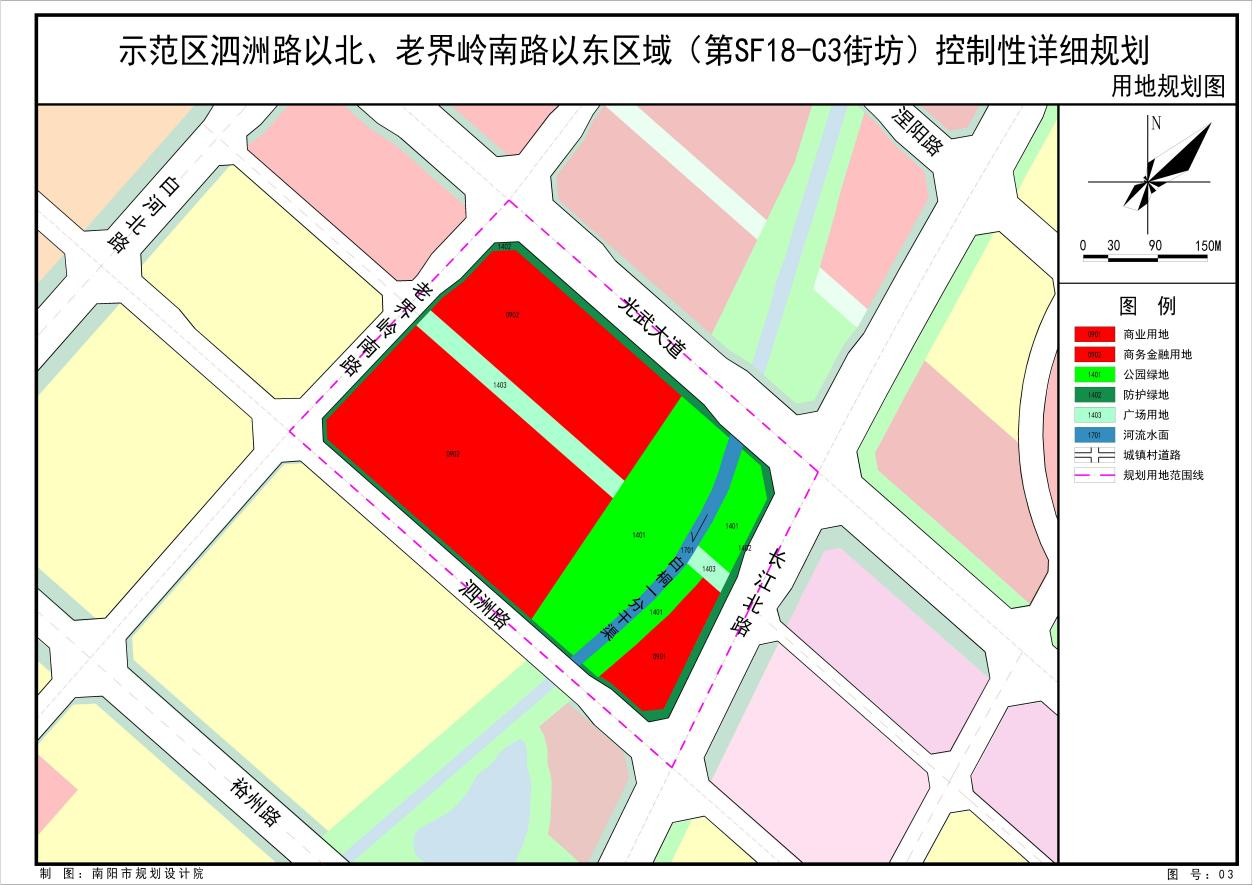 示范区泗洲路以北、老界岭南路以东区域（第SF18-C3街坊）控制性详细规划
用地规划图
涅阳路
白河北路
1402
老界岭南路
0902
光武大道
1403
0902
1401
1401
1402
1701
1403
白桐一分干渠
1401
长江北路
泗洲路
0901
裕州路
N
0 30 90 150M
图 例
0901 商业用地
0902 商务金融用地
1401 公园绿地
1402 防护绿地
1403 广场用地
1701 河流水面
城镇村道路
规划用地范围线
制 图：南阳市规划设计院
图 号：03